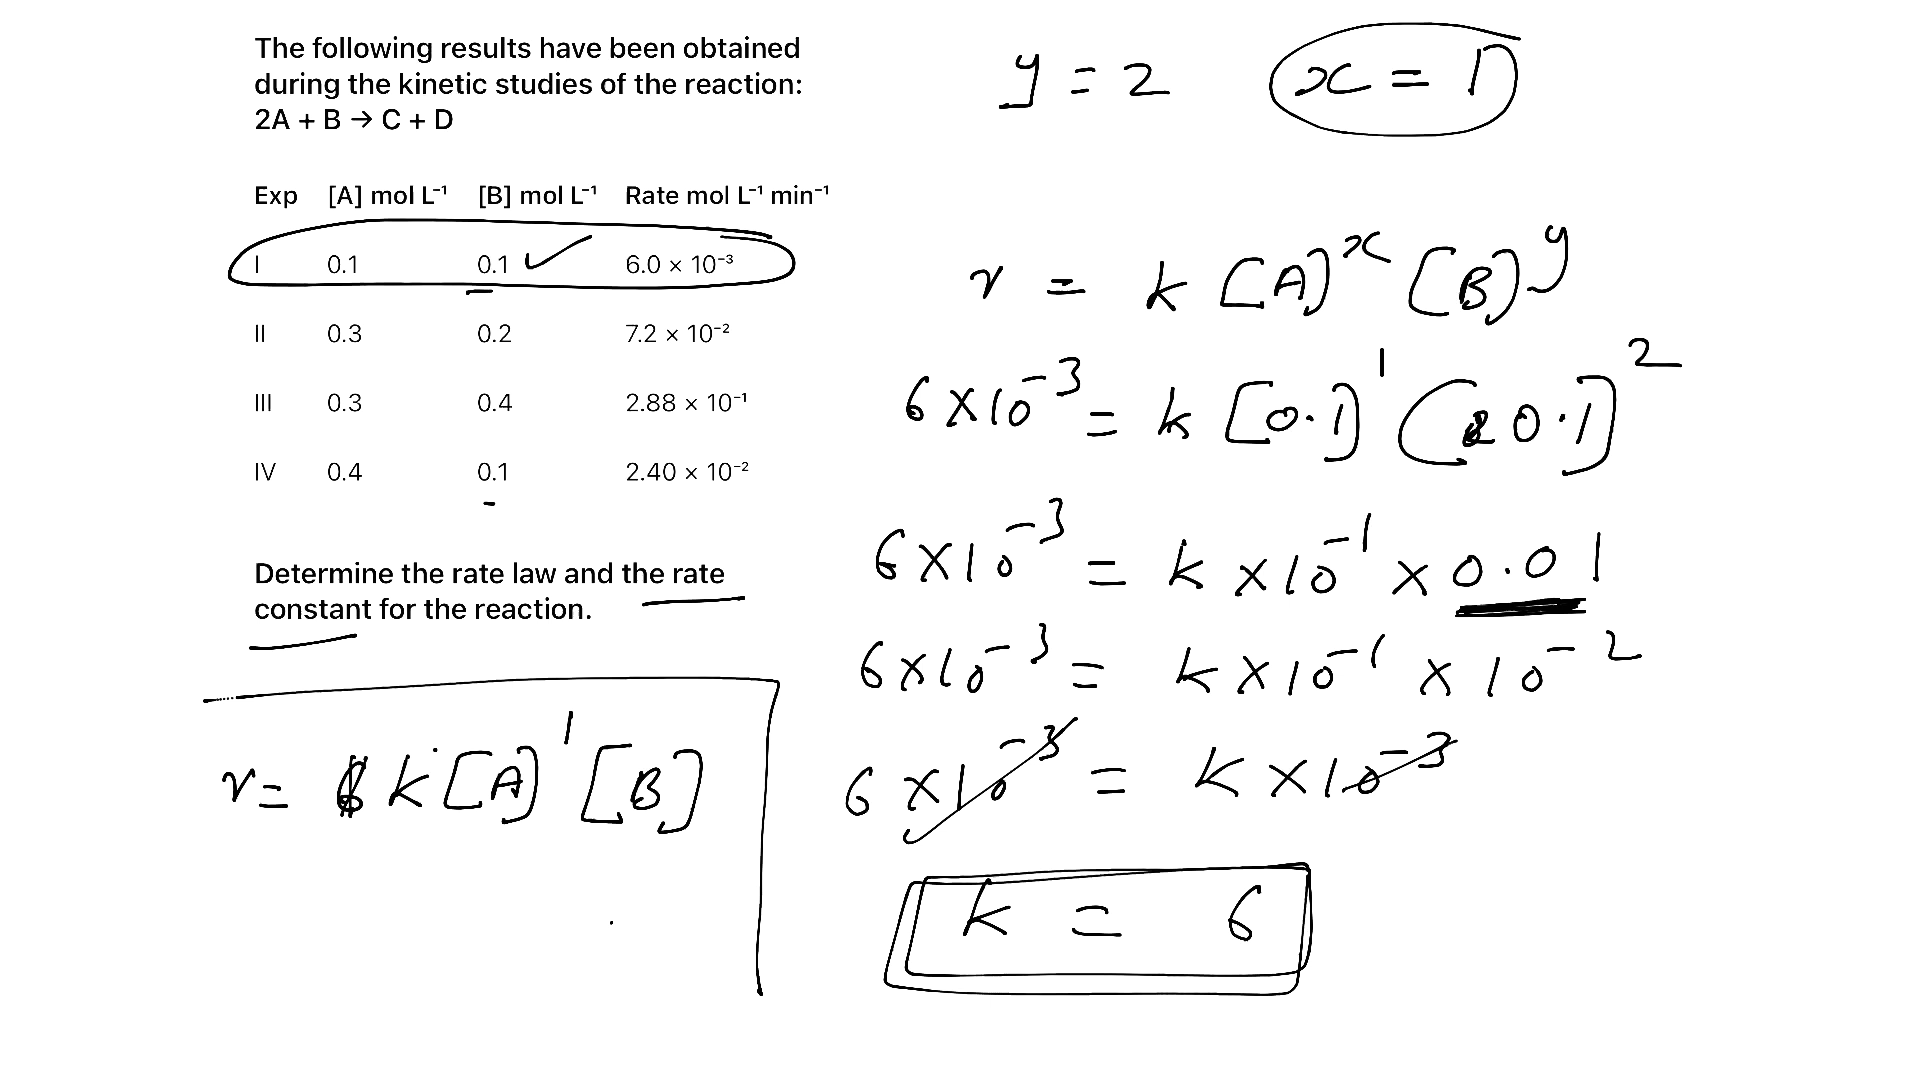 The following results have been obtained
during the kinetic studies of the reaction:
2A + B → C + D
Exp [A] mol L⁻¹ [B] mol L⁻¹ Rate mol L⁻¹ min⁻¹
I 0.1 0.1 ✓ 6.0 × 10⁻³
II 0.3 0.2 7.2 × 10⁻²
III 0.3 0.4 2.88 × 10⁻¹
IV 0.4 0.1 2.40 × 10⁻²
Determine the rate law and the rate
constant for the reaction.
r = k[A]¹[B]
y = 2 x = 1
r = k [A]ˣ [B]ʸ
6×10⁻³ = k [0.1]¹ (0.1]²
6×10⁻³ = k ×10⁻¹ × 0.01
6×10⁻³ = k×10⁻¹ × 10⁻²
6 ×10⁻³ = k ×10⁻³
k = 6